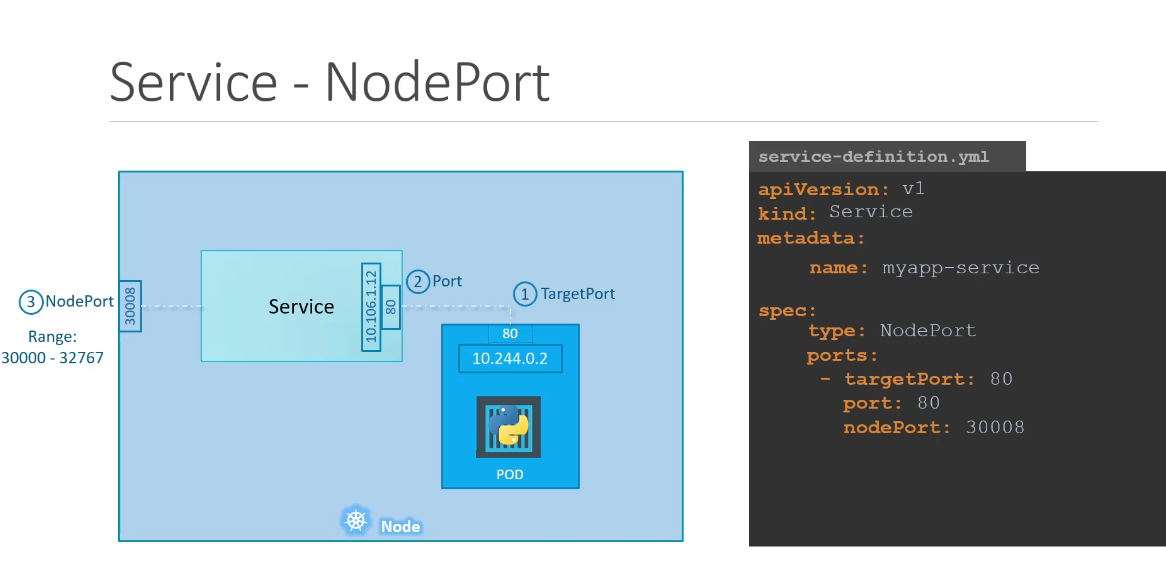 Service - NodePort
service-definition.yml
apiVersion: v1
kind: Service
metadata:
name: myapp-service
spec:
type: NodePort
ports:
- targetPort: 80
port: 80
nodePort: 30008
3 NodePort
Range:
30000 - 32767
30008
Service
10.106.1.12
80
2 Port
1 TargetPort
80
10.244.0.2
POD
Node